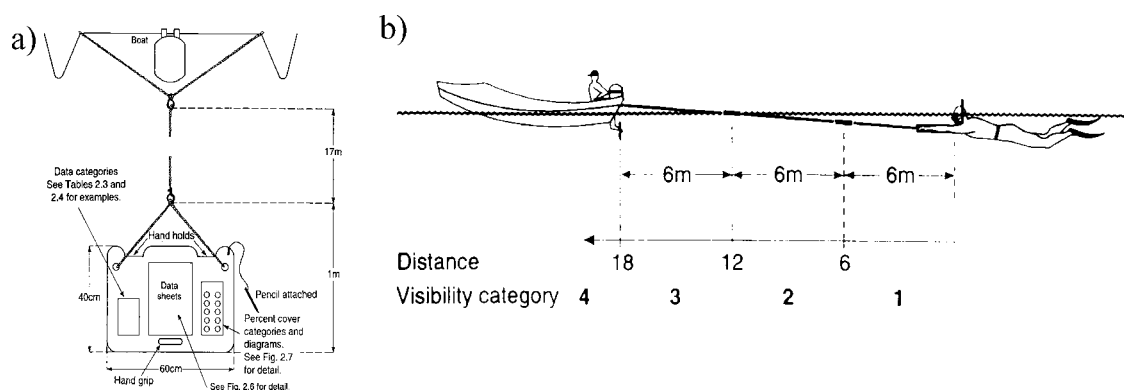 a)
Boat
17m
Data categories
See Tables 2.3 and
2.4 for examples.
Hand holds
1m
40cm
Data
sheets
Pencil attached
Percent cover
categories and
diagrams.
See Fig. 2.7
for detail.
Hand grip
60cm
See Fig. 2.6 for detail.
b)
6m
6m
6m
Distance
18
12
6
Visibility category
4
3
2
1